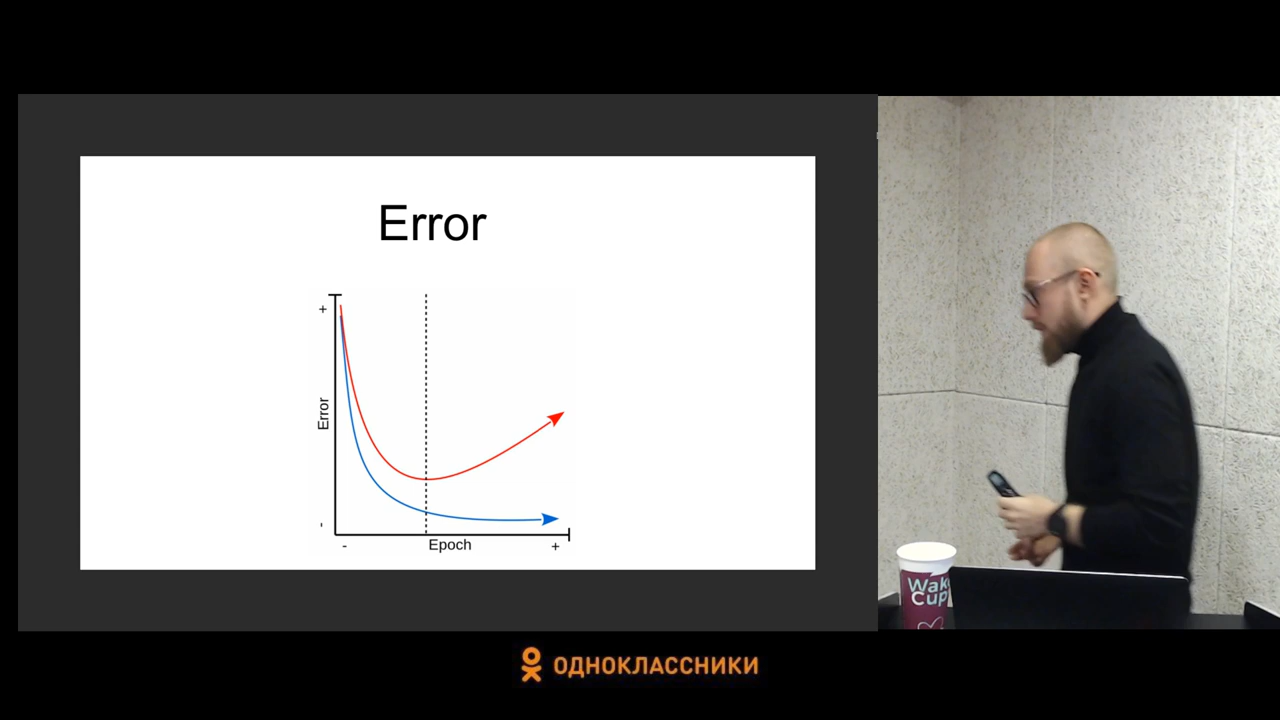 Error
+
Error
-
-
Epoch
+
Wake
Cup
ОДНОКЛАССНИКИ